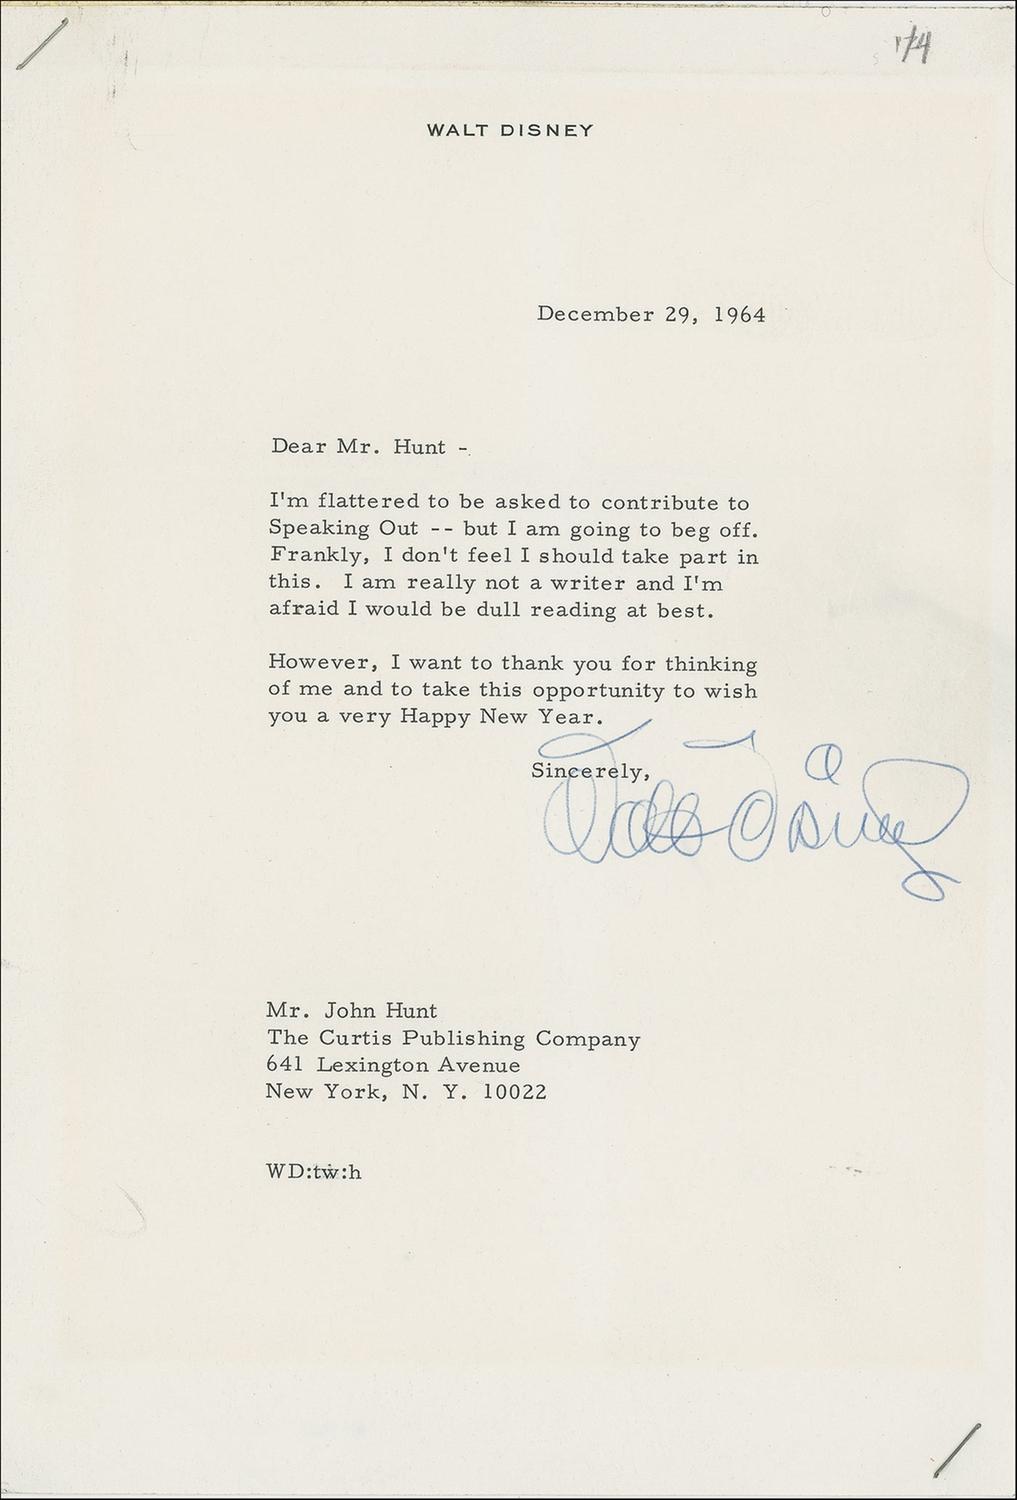 1/4
WALT DISNEY
December 29, 1964
Dear Mr. Hunt -
I'm flattered to be asked to contribute to
Speaking Out -- but I am going to beg off.
Frankly, I don't feel I should take part in
this.  I am really not a writer and I'm
afraid I would be dull reading at best.
However, I want to thank you for thinking
of me and to take this opportunity to wish
you a very Happy New Year.
Sincerely,
Walt Disney
Mr. John Hunt
The Curtis Publishing Company
641 Lexington Avenue
New York, N. Y. 10022
WD:tw:h